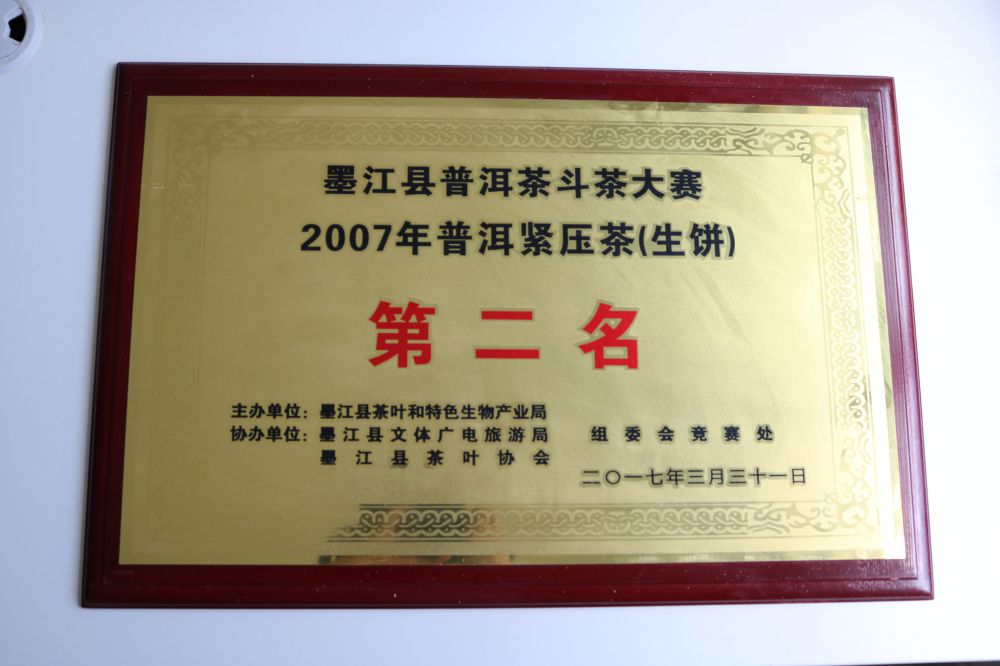 墨江县普洱茶斗茶大赛
2007年普洱紧压茶(生饼)
第二名
主办单位：墨江县茶叶和特色生物产业局
协办单位：墨江县文体广电旅游局
墨江县茶叶协会
组委会竞赛处
二〇一七年三月三十一日